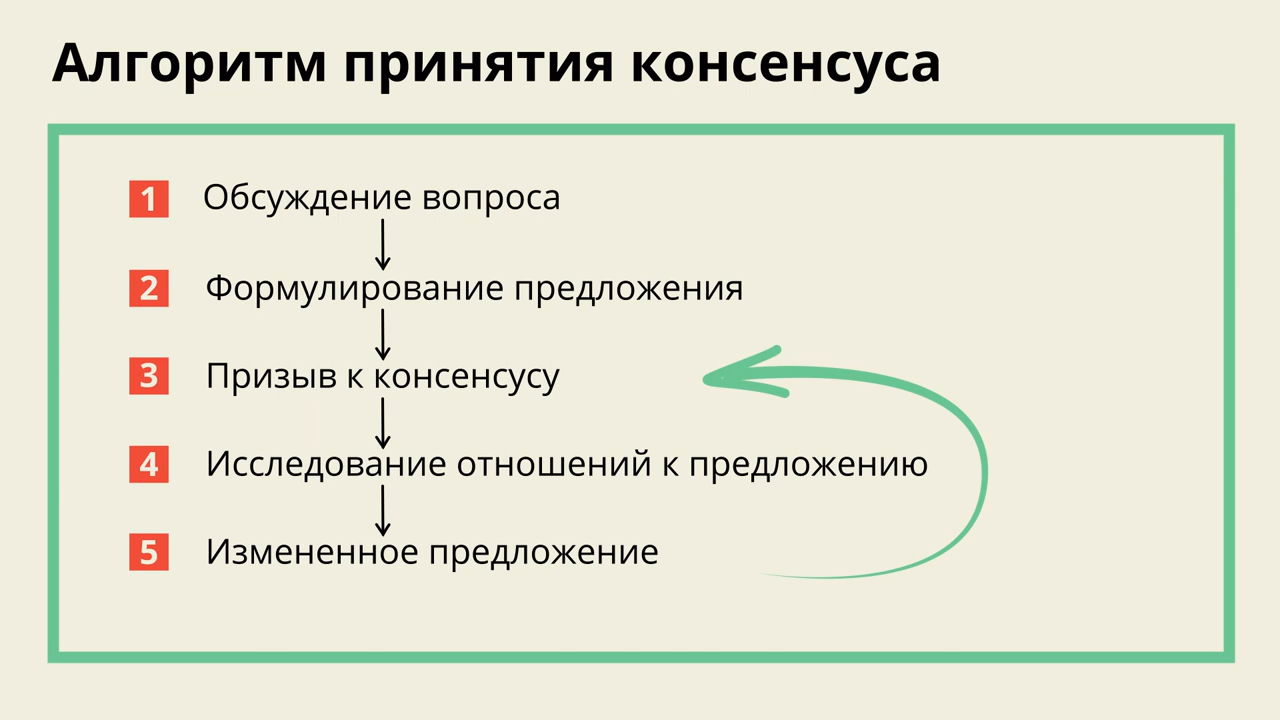 Алгоритм принятия консенсуса
1 Обсуждение вопроса
2 Формулирование предложения
3 Призыв к консенсусу
4 Исследование отношений к предложению
5 Измененное предложение